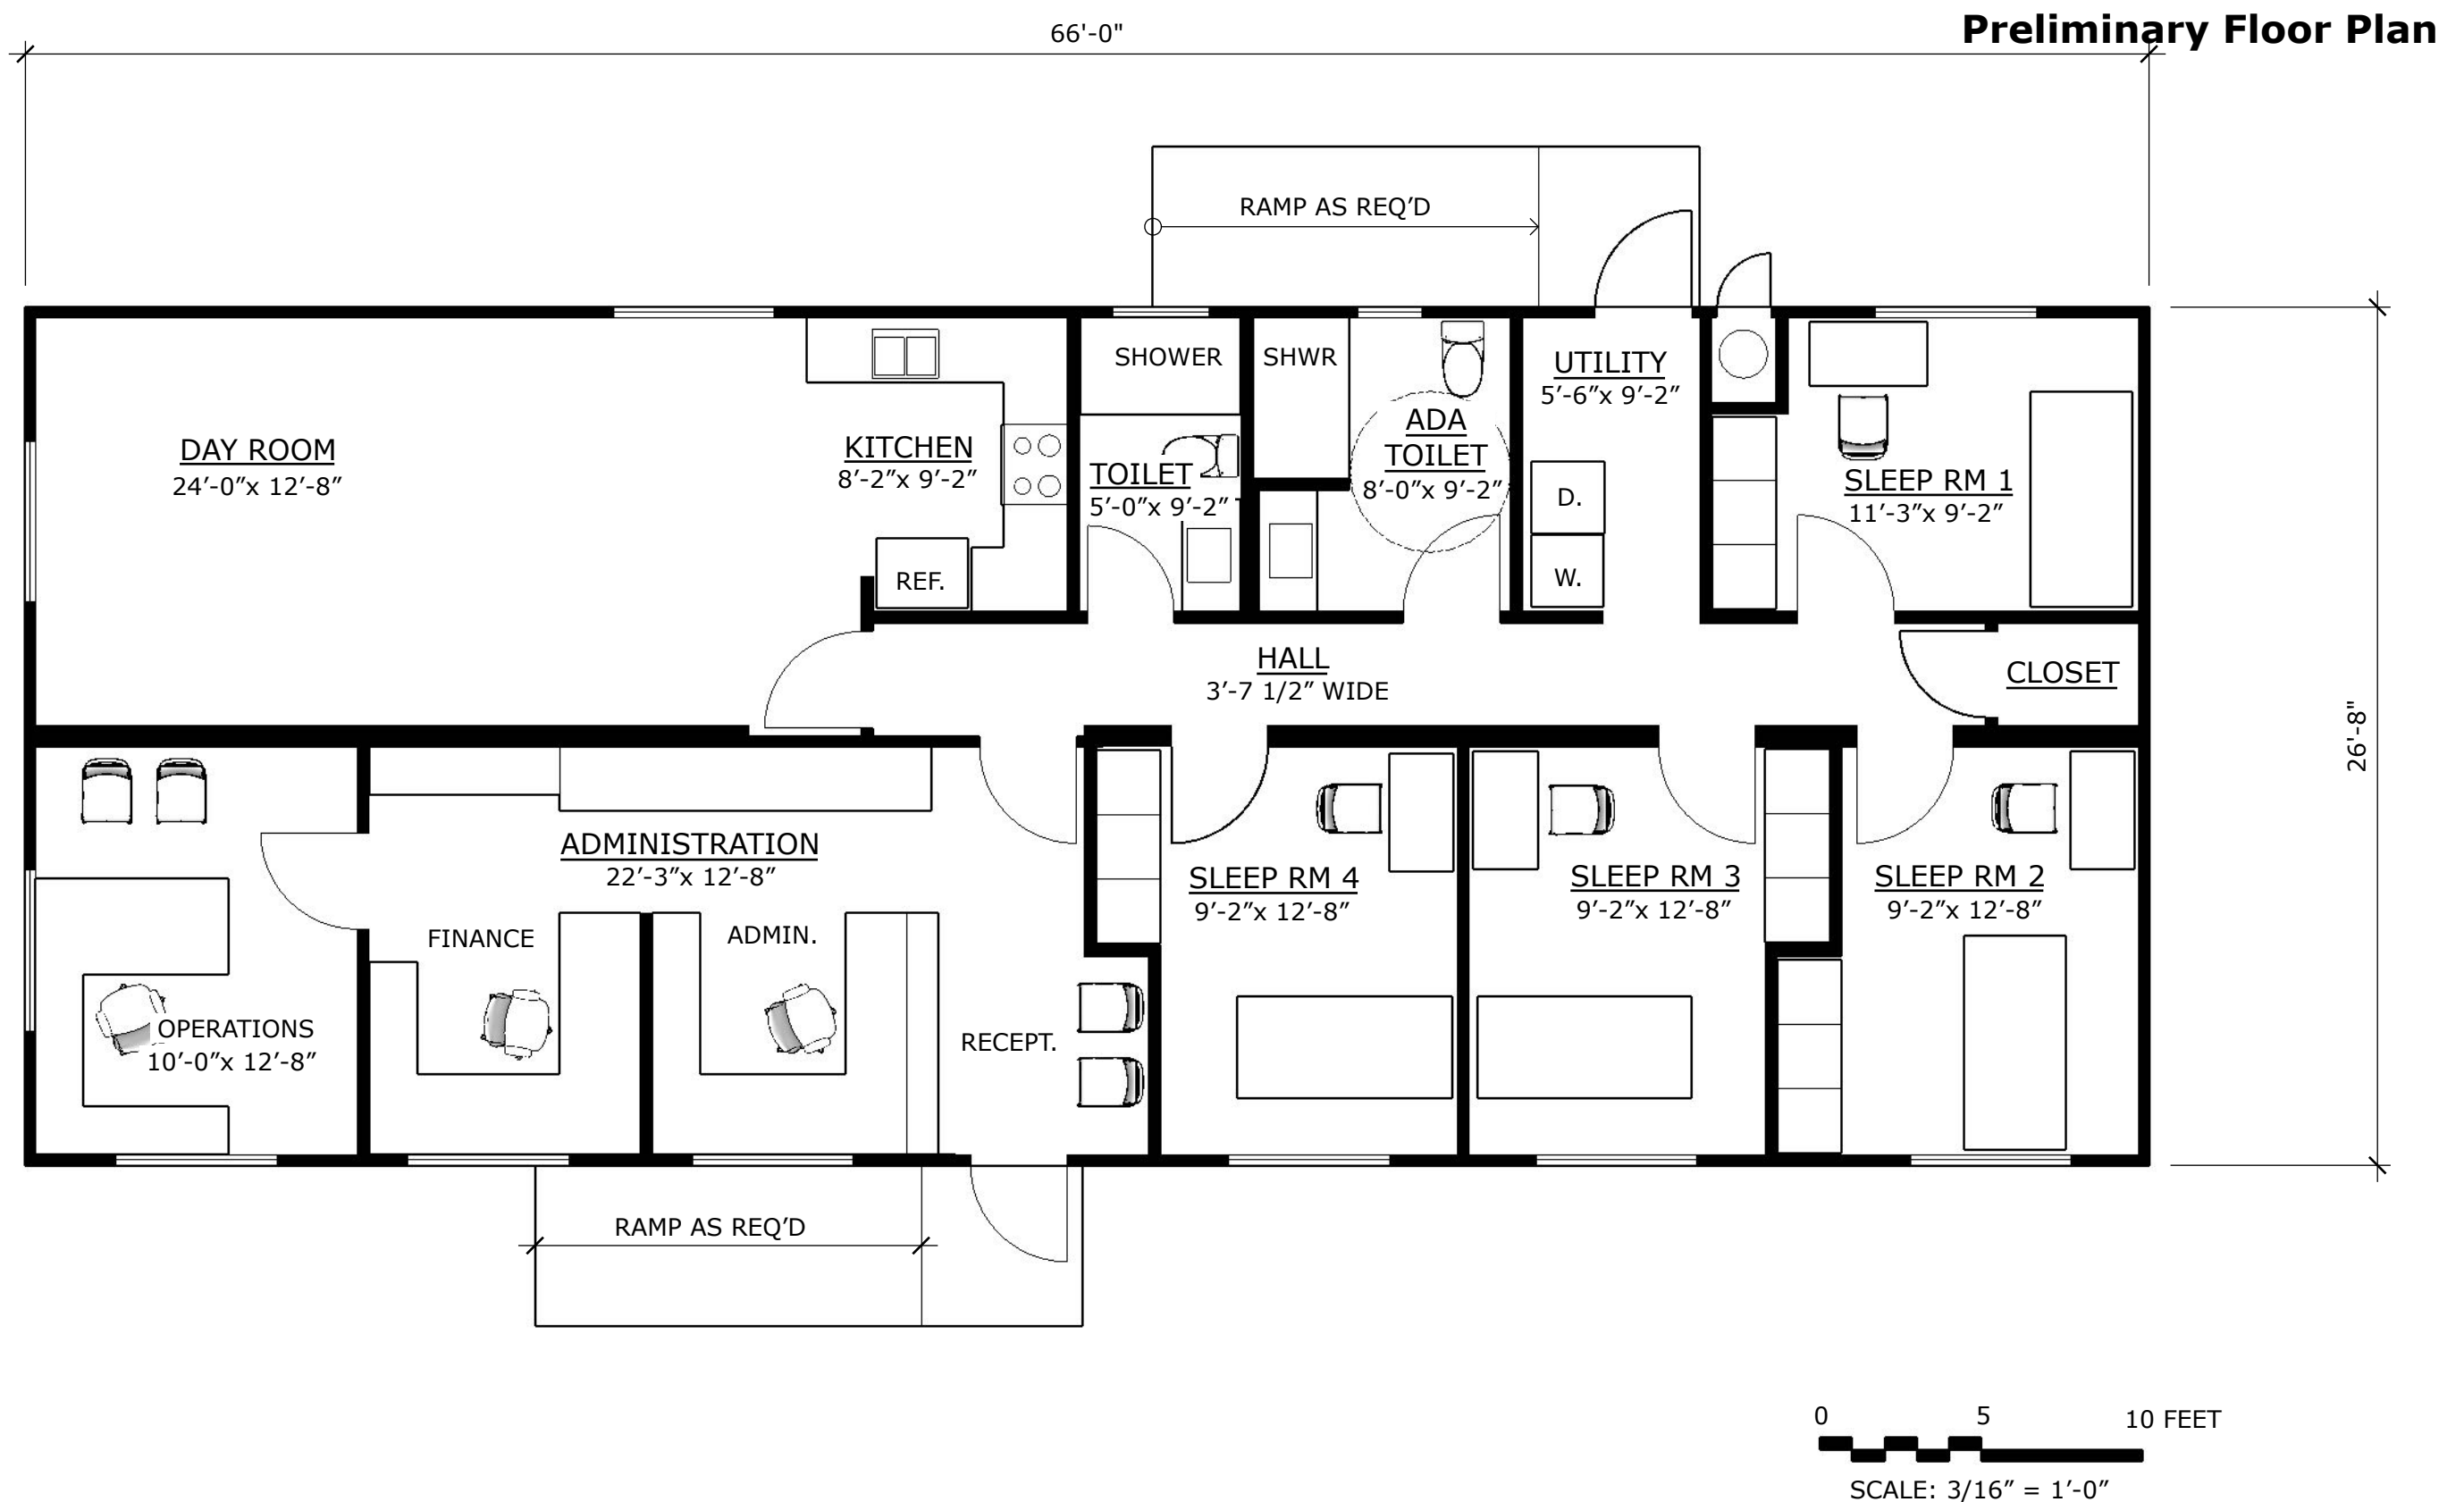 Preliminary Floor Plan
66'-0"
RAMP AS REQ’D
SHOWER
SHWR
UTILITY
5’-6”x 9’-2”
DAY ROOM
24’-0”x 12’-8”
KITCHEN
8’-2”x 9’-2”
TOILET
5’-0”x 9’-2”
ADA
TOILET
8’-0”x 9’-2”
D.
W.
SLEEP RM 1
11’-3”x 9’-2”
REF.
HALL
3’-7 1/2” WIDE
CLOSET
26'-8"
ADMINISTRATION
22’-3”x 12’-8”
SLEEP RM 4
9’-2”x 12’-8”
SLEEP RM 3
9’-2”x 12’-8”
SLEEP RM 2
9’-2”x 12’-8”
FINANCE
ADMIN.
OPERATIONS
10’-0”x 12’-8”
RECEPT.
RAMP AS REQ’D
0 5 10 FEET
SCALE: 3/16” = 1’-0”